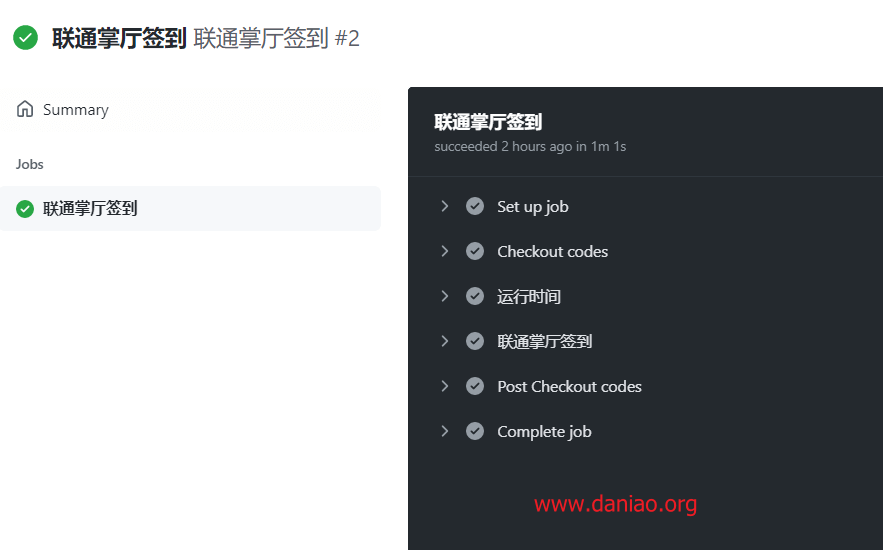 联通掌厅签到 联通掌厅签到 #2
Summary
Jobs
联通掌厅签到
联通掌厅签到
succeeded 2 hours ago in 1m 1s
Set up job
Checkout codes
运行时间
联通掌厅签到
Post Checkout codes
Complete job
www.daniao.org